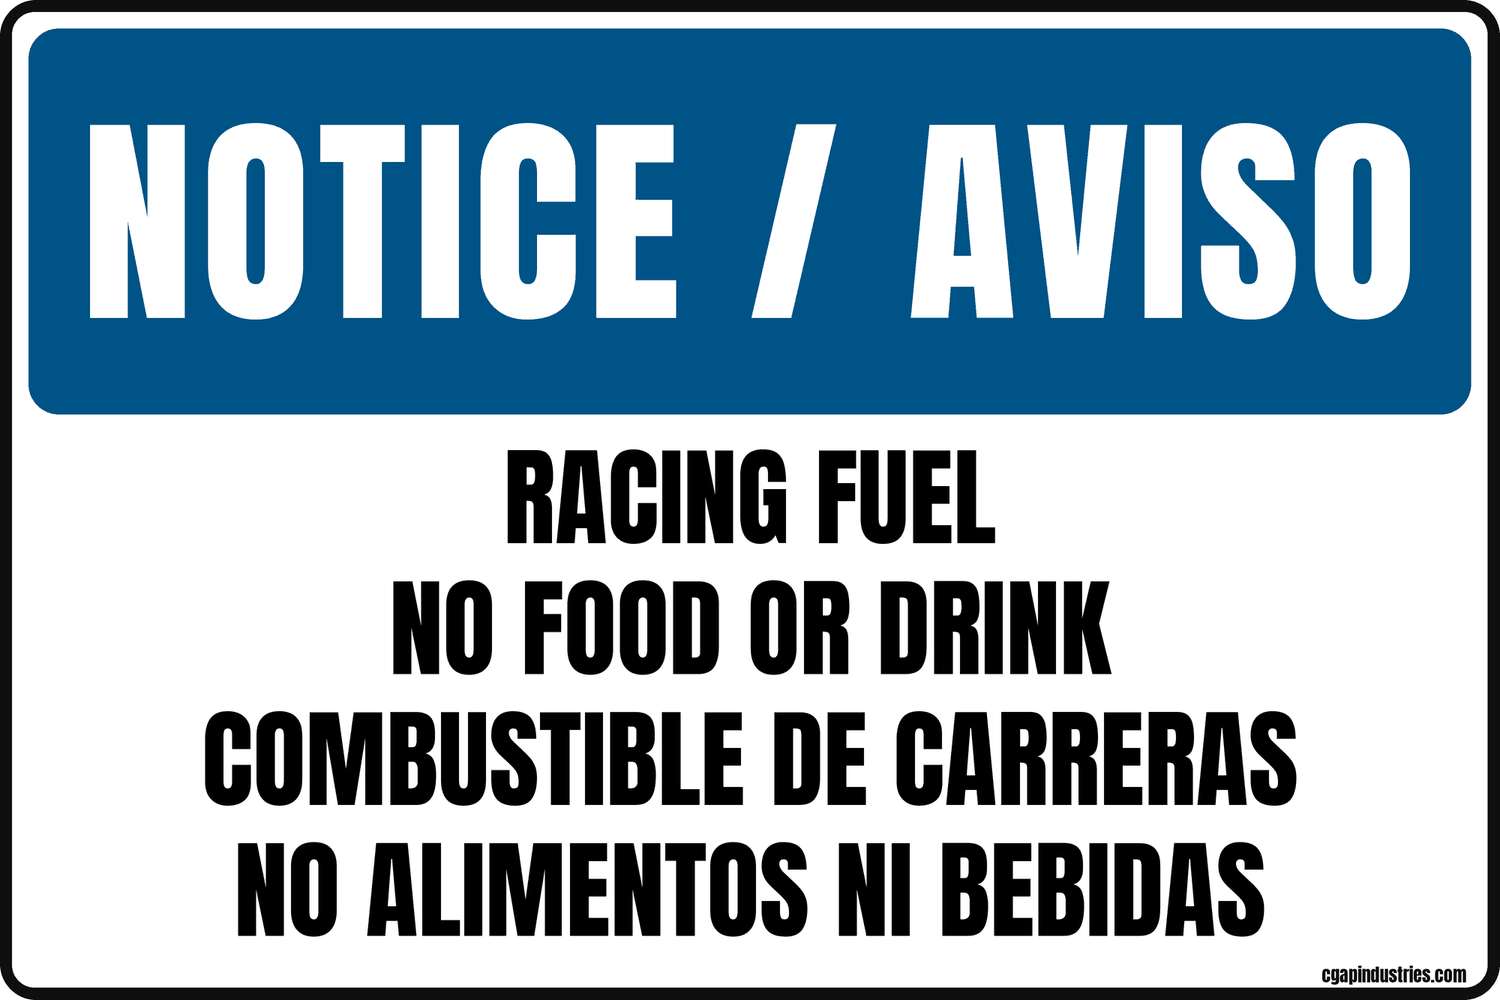 NOTICE / AVISO
RACING FUEL
NO FOOD OR DRINK
COMBUSTIBLE DE CARRERAS
NO ALIMENTOS NI BEBIDAS
cgapindustries.com